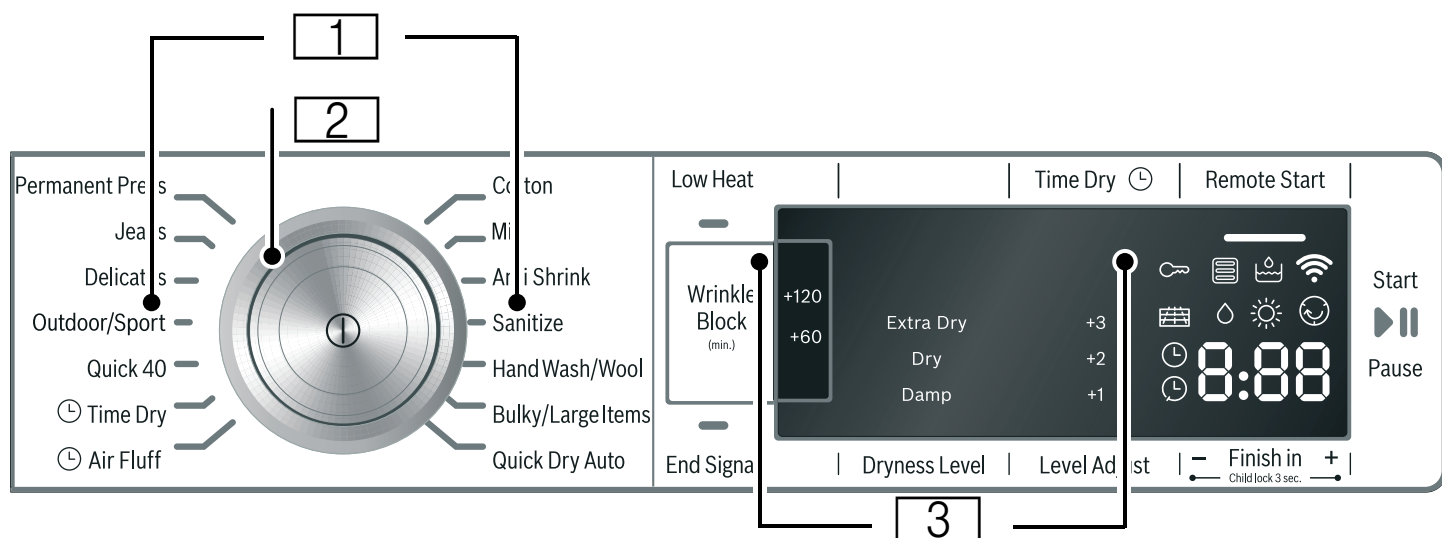 1
2
3
Permanent Press
Jeans
Delicates
Outdoor/Sport
Quick 40
Time Dry
Air Fluff
Cotton
Anti Shrink
Sanitize
Hand Wash/Wool
Bulky/Large Items
Quick Dry Auto
Low Heat
Wrinkle
Block
(min.)
+120
+60
End Signal
Extra Dry +3
Dry +2
Damp +1
Dryness Level
Level Adjust
Time Dry
Remote Start
8:88
- Finish in +
Child lock 3 sec.
Start
Pause